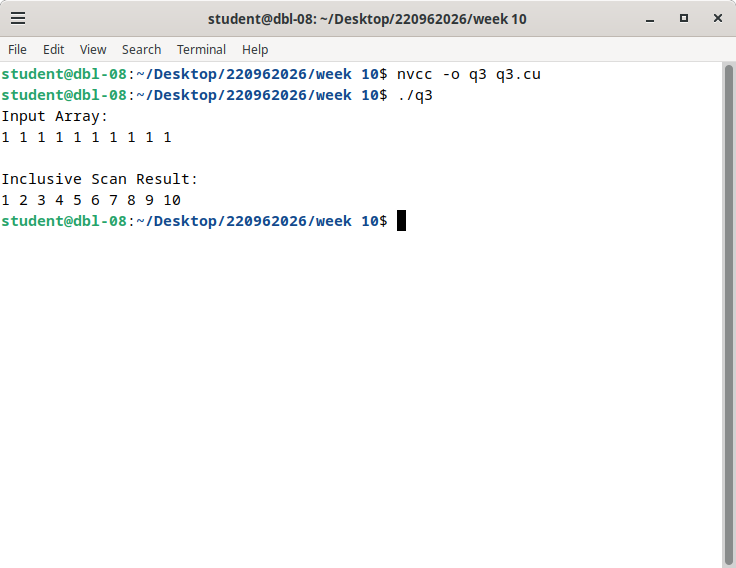 student@dbl-08: ~/Desktop/220962026/week 10
File Edit View Search Terminal Help
student@dbl-08:~/Desktop/220962026/week 10$ nvcc -o q3 q3.cu
student@dbl-08:~/Desktop/220962026/week 10$ ./q3
Input Array:
1 1 1 1 1 1 1 1 1 1
Inclusive Scan Result:
1 2 3 4 5 6 7 8 9 10
student@dbl-08:~/Desktop/220962026/week 10$